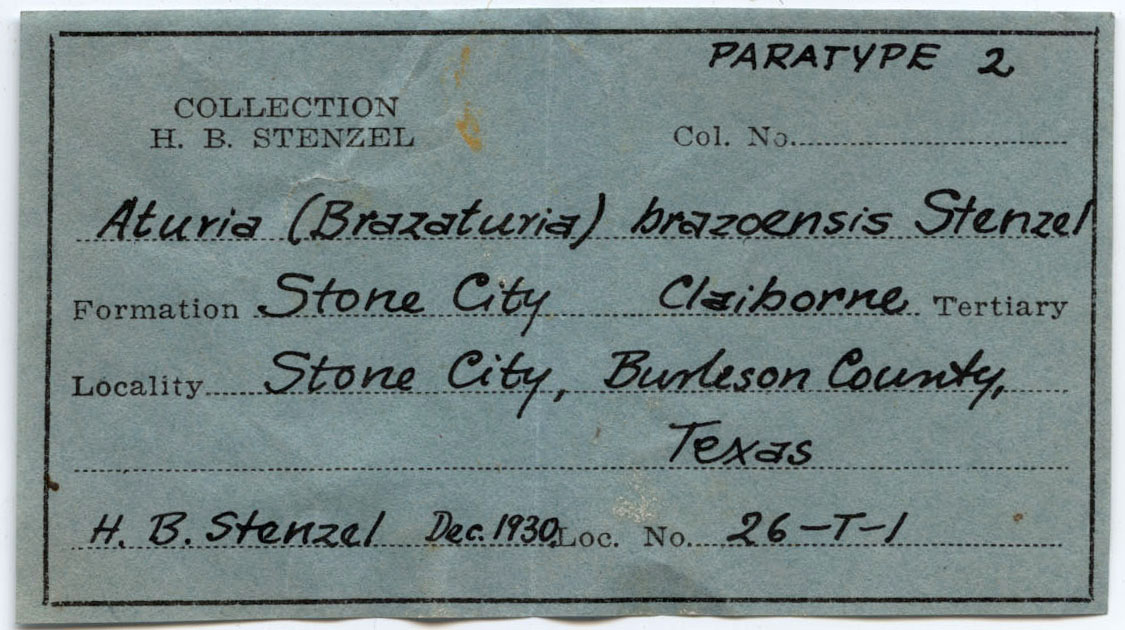 PARATYPE 2
COLLECTION
H. B. STENZEL
Col. No.
Aturia (Brazaturia) brazoensis Stenzel
Formation Stone City Claiborne Tertiary
Locality Stone City, Burleson County,
Texas
H. B. Stenzel Dec. 1930 Loc. No. 26-T-1